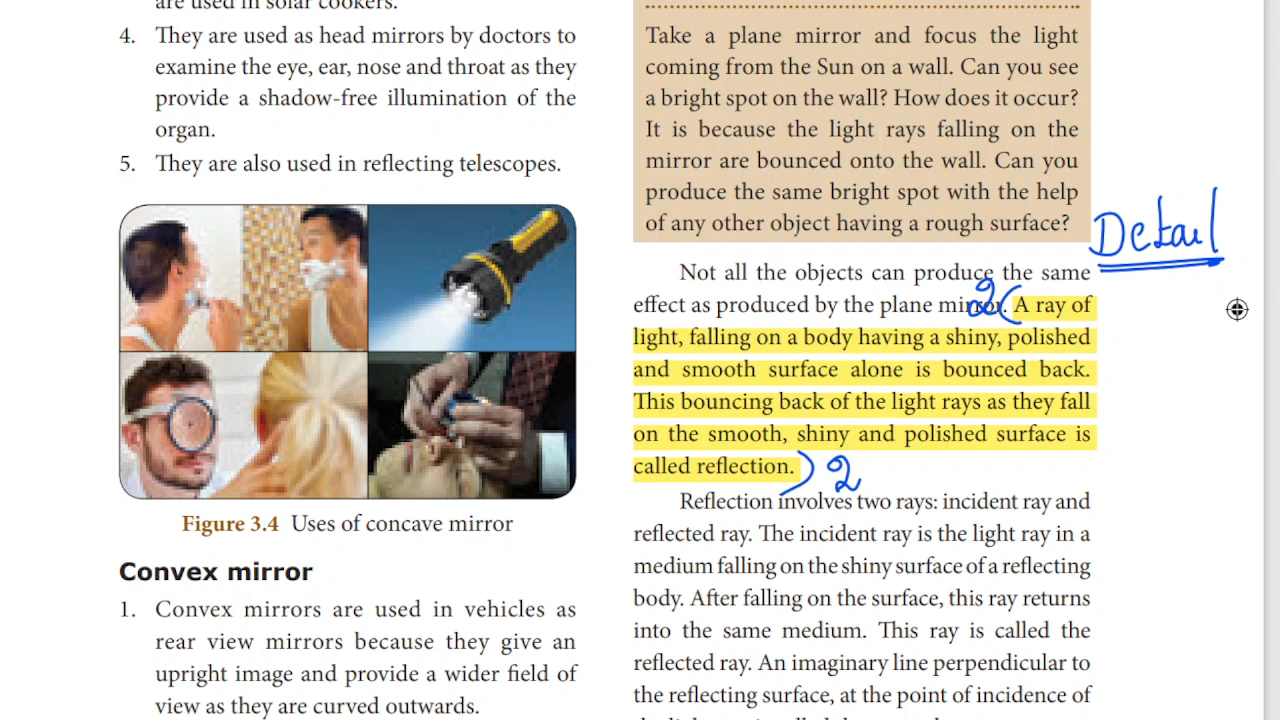 are used in solar cookers.
4. They are used as head mirrors by doctors to
examine the eye, ear, nose and throat as they
provide a shadow-free illumination of the
organ.
5. They are also used in reflecting telescopes.
Figure 3.4 Uses of concave mirror
Convex mirror
1. Convex mirrors are used in vehicles as
rear view mirrors because they give an
upright image and provide a wider field of
view as they are curved outwards.
Take a plane mirror and focus the light
coming from the Sun on a wall. Can you see
a bright spot on the wall? How does it occur?
It is because the light rays falling on the
mirror are bounced onto the wall. Can you
produce the same bright spot with the help
of any other object having a rough surface?
Detail
Not all the objects can produce the same
effect as produced by the plane mirror. 2( A ray of
light, falling on a body having a shiny, polished
and smooth surface alone is bounced back.
This bouncing back of the light rays as they fall
on the smooth, shiny and polished surface is
called reflection. ) 2
Reflection involves two rays: incident ray and
reflected ray. The incident ray is the light ray in a
medium falling on the shiny surface of a reflecting
body. After falling on the surface, this ray returns
into the same medium. This ray is called the
reflected ray. An imaginary line perpendicular to
the reflecting surface, at the point of incidence of